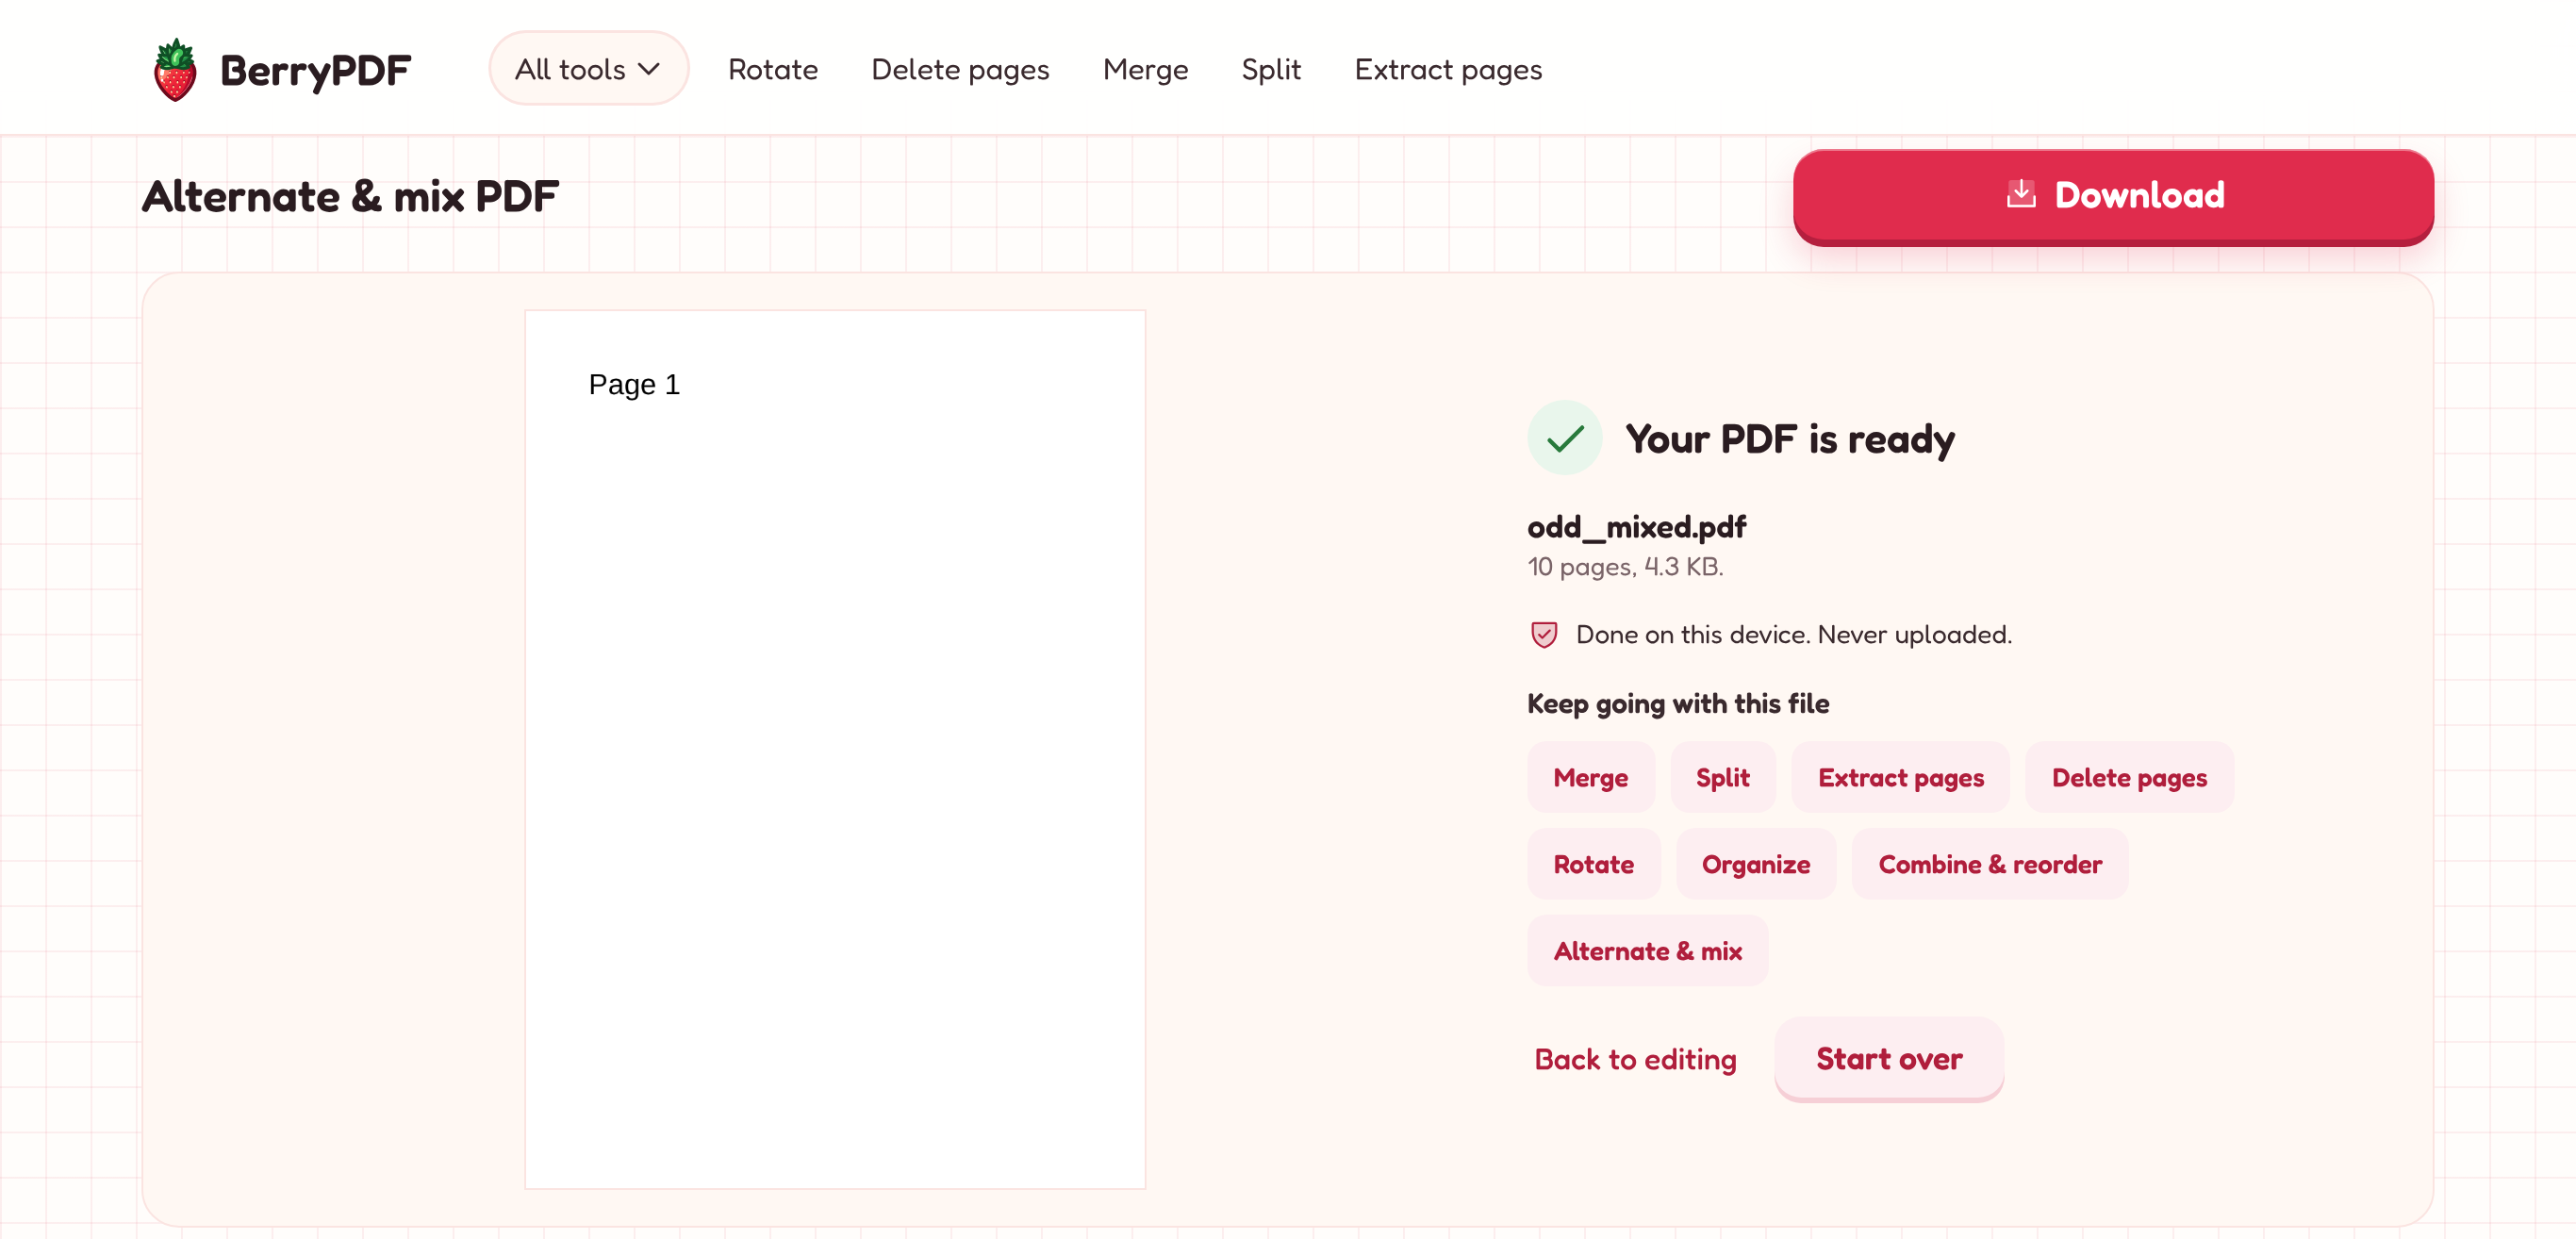 BerryPDF
All tools
Rotate
Delete pages
Merge
Split
Extract pages
Alternate & mix PDF
Download
Page 1
Your PDF is ready
odd_mixed.pdf
10 pages, 4.3 KB.
Done on this device. Never uploaded.
Keep going with this file
Merge
Split
Extract pages
Delete pages
Rotate
Organize
Combine & reorder
Alternate & mix
Back to editing
Start over